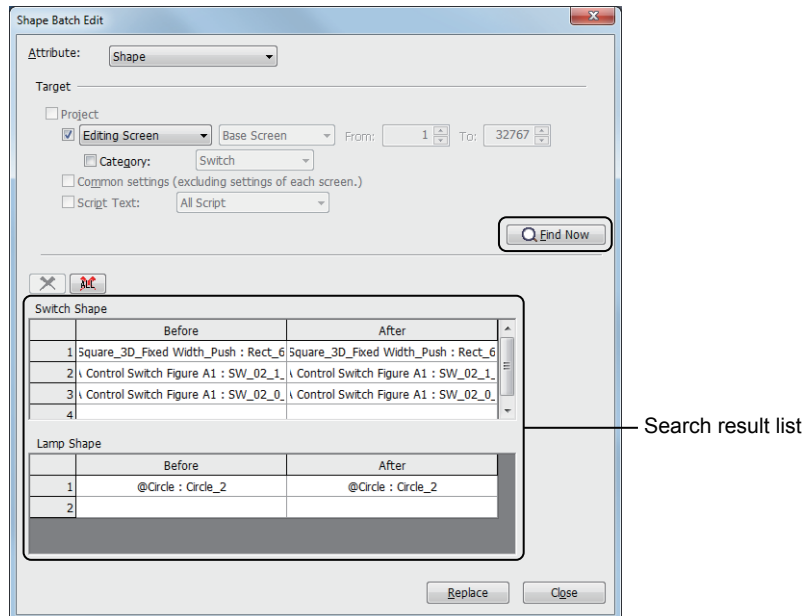 Shape Batch Edit
x
Attribute: Shape
Target
Project
Editing Screen Base Screen From: 1 To: 32767
Category: Switch
Common settings (excluding settings of each screen.)
Script Text: All Script
Find Now
ALL
Switch Shape
Before After
1 Square_3D_Fixed Width_Push : Rect_6 Square_3D_Fixed Width_Push : Rect_6
2 Control Switch Figure A1 : SW_02_1_ Control Switch Figure A1 : SW_02_1_
3 Control Switch Figure A1 : SW_02_0_ Control Switch Figure A1 : SW_02_0_
4
Search result list
Lamp Shape
Before After
1 @Circle : Circle_2 @Circle : Circle_2
2
Replace Close